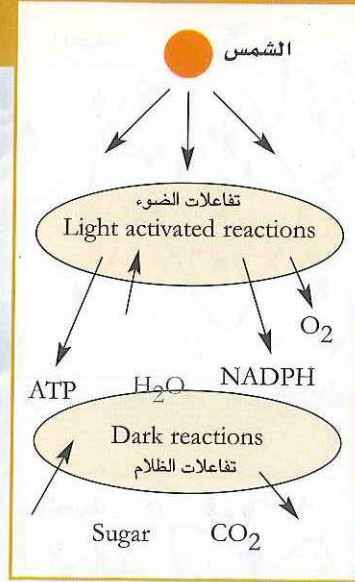 الشمس
تفاعلات الضوء
Light activated reactions
O₂
ATP H₂O NADPH
Dark reactions
تفاعلات الظلام
Sugar CO₂